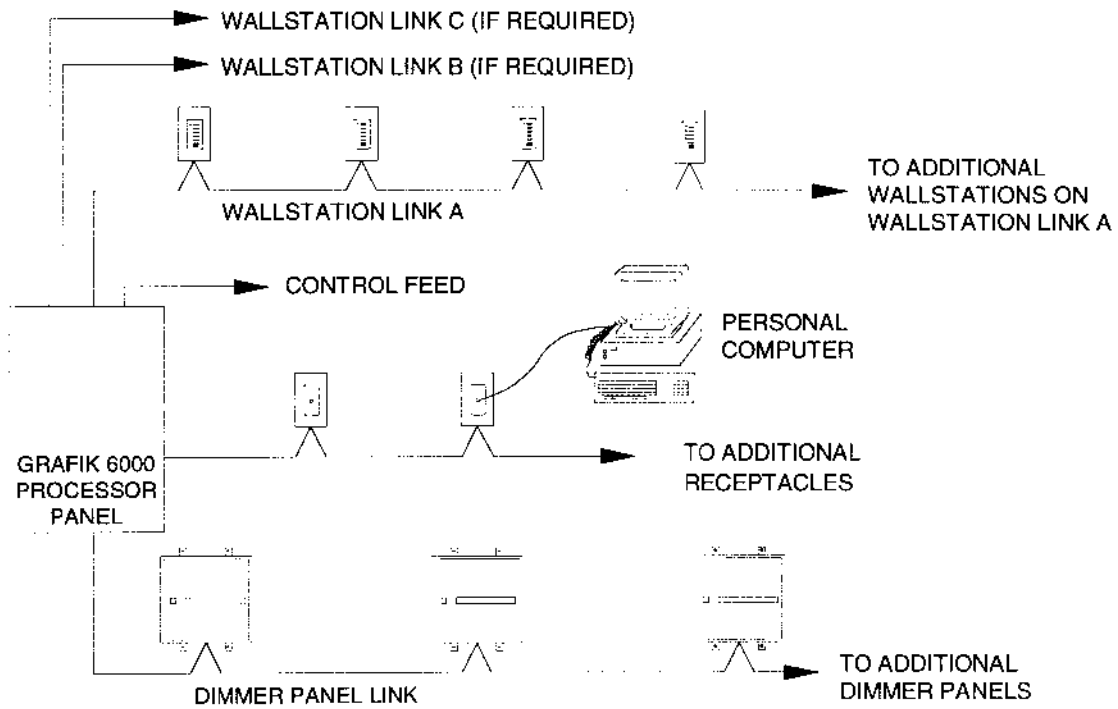 WALLSTATION LINK C (IF REQUIRED)
WALLSTATION LINK B (IF REQUIRED)
TO ADDITIONAL
WALLSTATIONS ON
WALLSTATION LINK A
WALLSTATION LINK A
CONTROL FEED
PERSONAL
COMPUTER
TO ADDITIONAL
RECEPTACLES
GRAFIK 6000
PROCESSOR
PANEL
TO ADDITIONAL
DIMMER PANELS
DIMMER PANEL LINK